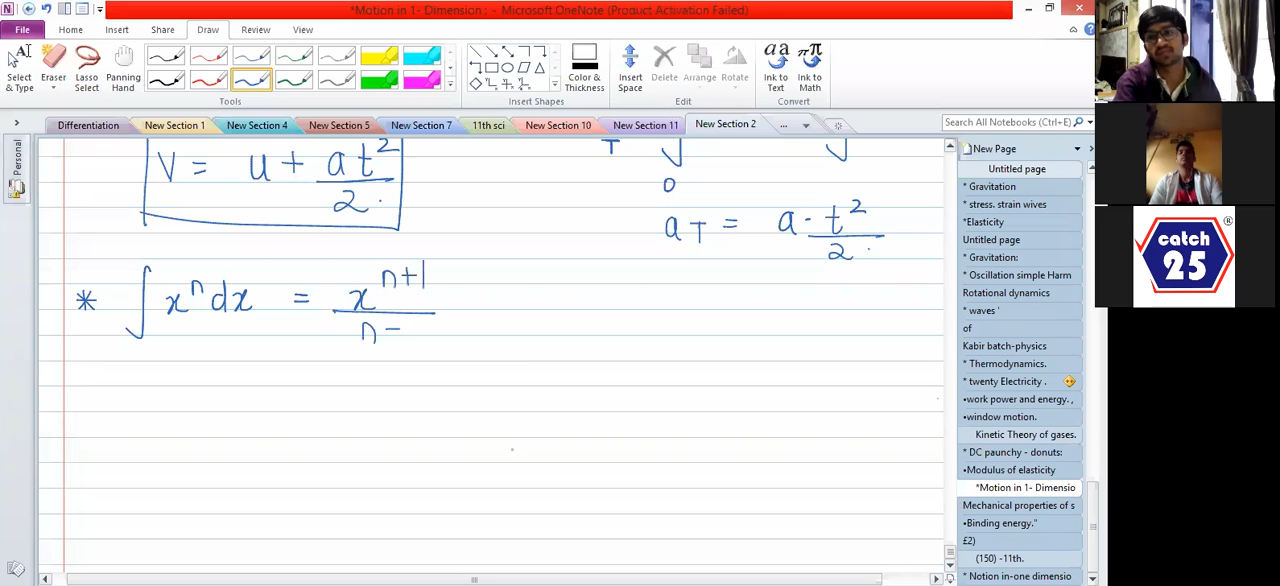 *Motion in 1- Dimension : - Microsoft OneNote (Product Activation Failed)
File Home Insert Share Draw Review View
Select & Type
Eraser
Lasso Select
Panning Hand
Color & Thickness
Insert Space
Delete
Arrange
Rotate
Ink to Text
Ink to Math
Tools Insert Shapes Edit Convert
Differentiation New Section 1 New Section 4 New Section 5 New Section 7 11th sci New Section 10 New Section 11 New Section 2 ... Search All Notebooks (Ctrl+E)
Personal
V = u + at²/2.
T
0
aT = a · t²/2.
* ∫ xⁿ dx = xⁿ⁺¹/n-
New Page
Untitled page
* Gravitation
* stress. strain wives
*Elasticity
Untitled page
* Gravitation:
* Oscillation simple Harm
Rotational dynamics
* waves '
of
Kabir batch-physics
* Thermodynamics.
* twenty Electricity .
•work power and energy. ,
•window motion.
Kinetic Theory of gases.
* DC paunchy - donuts:
•Modulus of elasticity
*Motion in 1- Dimensio
Mechanical properties of s
•Binding energy."
£2)
(150) -11th.
* Notion in-one dimensio
catch
25
®